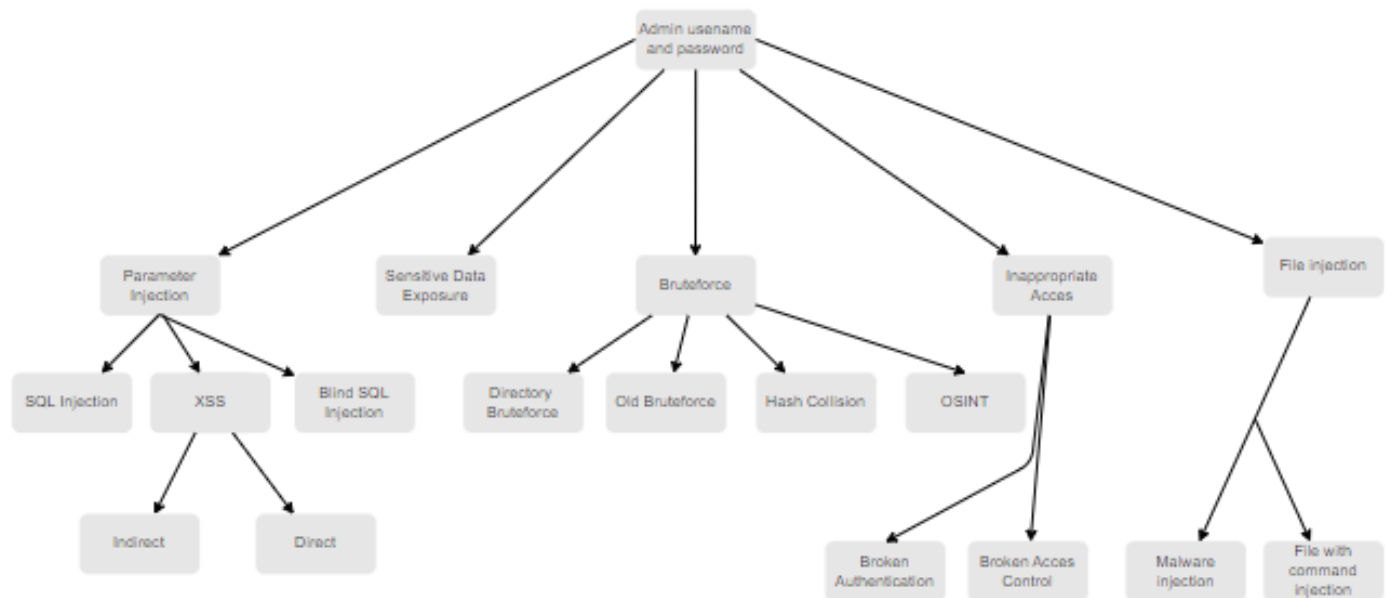 Admin usename
and password
Parameter
Injection
Sensitive Data
Exposure
Bruteforce
Inappropriate
Acces
File injection
SQL Injection
XSS
Blind SQL
Injection
Directory
Bruteforce
Old Bruteforce
Hash Collision
OSINT
Indirect
Direct
Broken
Authentication
Broken Acces
Control
Malware
injection
File with
command
injection